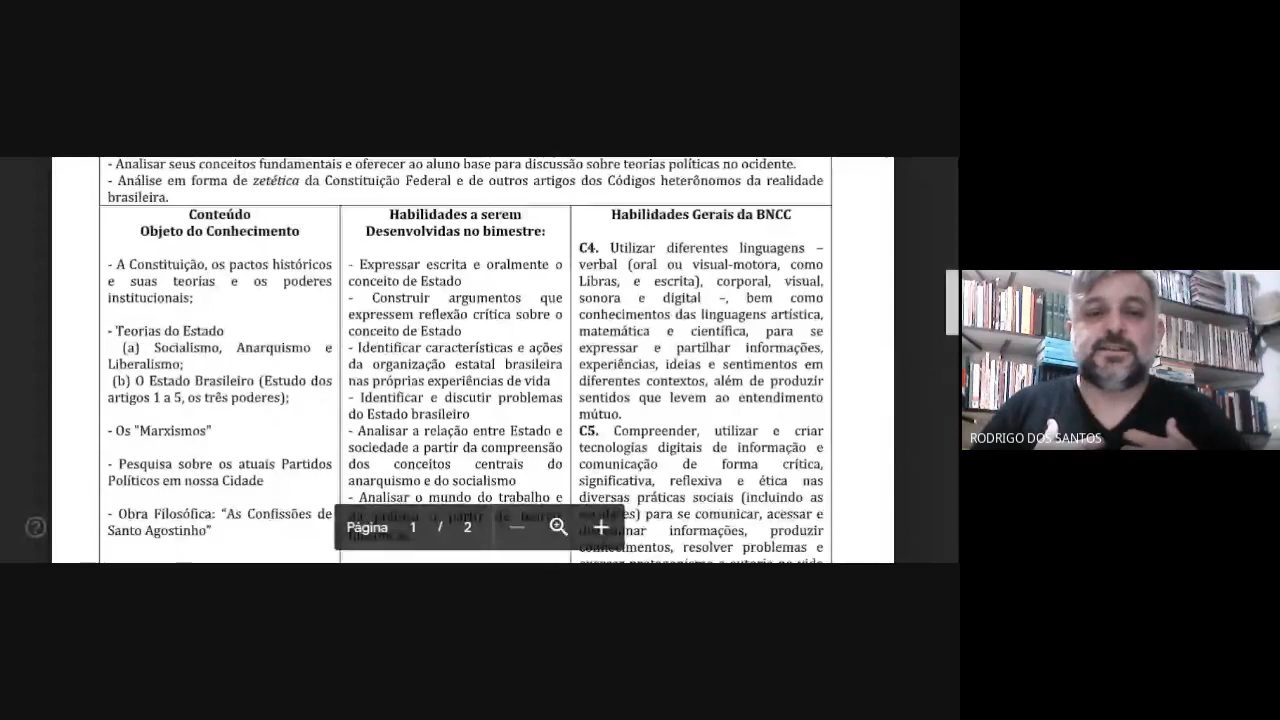 - Analisar seus conceitos fundamentais e oferecer ao aluno base para discussão sobre teorias políticas no ocidente.
- Análise em forma de zetética da Constituição Federal e de outros artigos dos Códigos heterônomos da realidade
brasileira.
Conteúdo
Objeto do Conhecimento
- A Constituição, os pactos históricos
e suas teorias e os poderes
institucionais;
- Teorias do Estado
(a) Socialismo, Anarquismo e
Liberalismo;
(b) O Estado Brasileiro (Estudo dos
artigos 1 a 5, os três poderes);
- Os "Marxismos"
- Pesquisa sobre os atuais Partidos
Políticos em nossa Cidade
- Obra Filosófica: “As Confissões de
Santo Agostinho”
Habilidades a serem
Desenvolvidas no bimestre:
- Expressar escrita e oralmente o
conceito de Estado
- Construir argumentos que
expressem reflexão crítica sobre o
conceito de Estado
- Identificar características e ações
da organização estatal brasileira
nas próprias experiências de vida
- Identificar e discutir problemas
do Estado brasileiro
- Analisar a relação entre Estado e
sociedade a partir da compreensão
dos conceitos centrais do
anarquismo e do socialismo
- Analisar o mundo do trabalho e
Habilidades Gerais da BNCC
C4. Utilizar diferentes linguagens –
verbal (oral ou visual-motora, como
Libras, e escrita), corporal, visual,
sonora e digital –, bem como
conhecimentos das linguagens artística,
matemática e científica, para se
expressar e partilhar informações,
experiências, ideias e sentimentos em
diferentes contextos, além de produzir
sentidos que levem ao entendimento
mútuo.
C5. Compreender, utilizar e criar
tecnologias digitais de informação e
comunicação de forma crítica,
significativa, reflexiva e ética nas
diversas práticas sociais (incluindo as
para se comunicar, acessar e
informações, produzir
conhecimentos, resolver problemas e
Página 1 / 2
RODRIGO DOS SANTOS